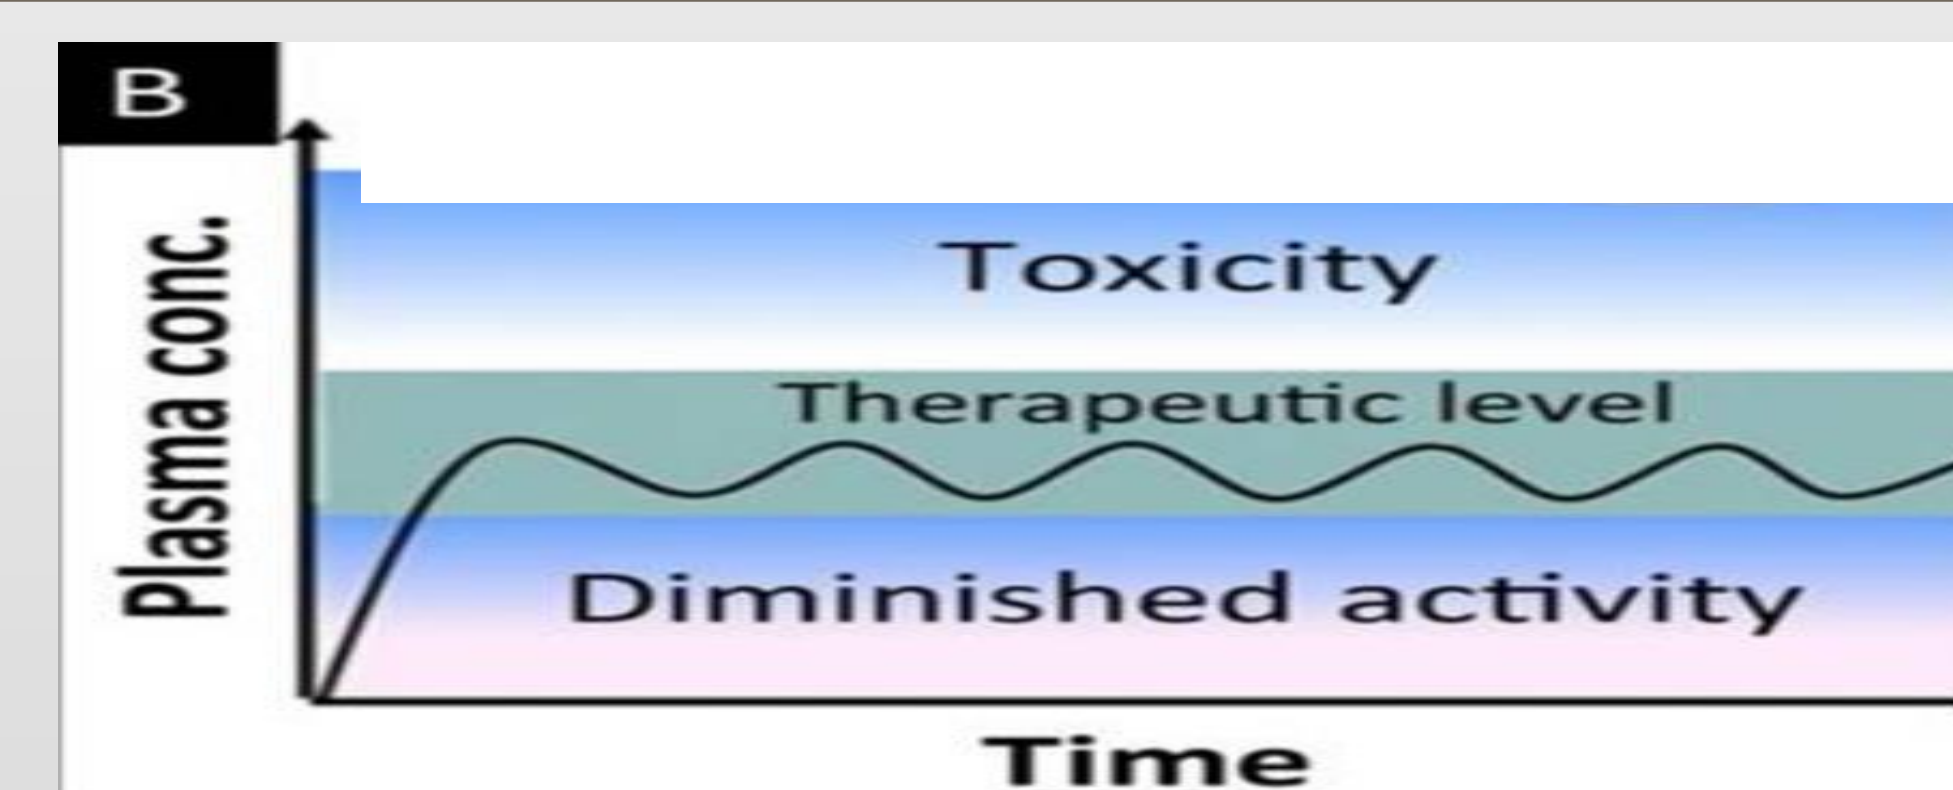 B
Plasma conc.
Toxicity
Therapeutic level
Diminished activity
Time